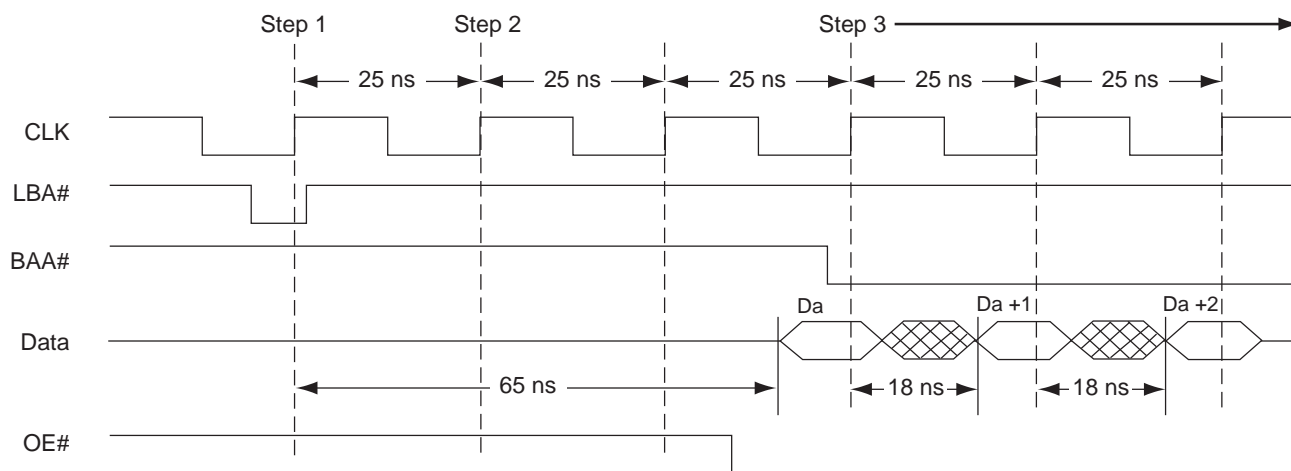 Step 1 Step 2 Step 3
25 ns 25 ns 25 ns 25 ns 25 ns
CLK
LBA#
BAA#
Da Da +1 Da +2
Data
65 ns 18 ns 18 ns
OE#